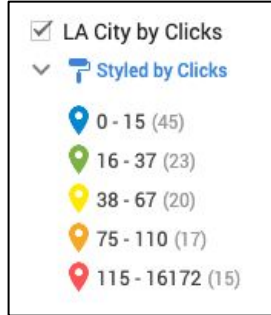 LA City by Clicks
Styled by Clicks
0 - 15 (45)
16 - 37 (23)
38 - 67 (20)
75 - 110 (17)
115 - 16172 (15)